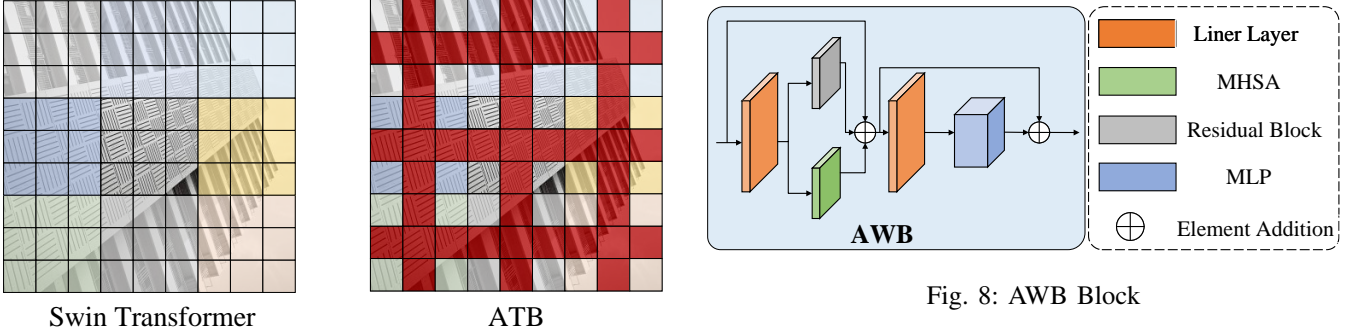 Swin Transformer
ATB
AWB
Liner Layer
MHSA
Residual Block
MLP
Element Addition
Fig. 8: AWB Block